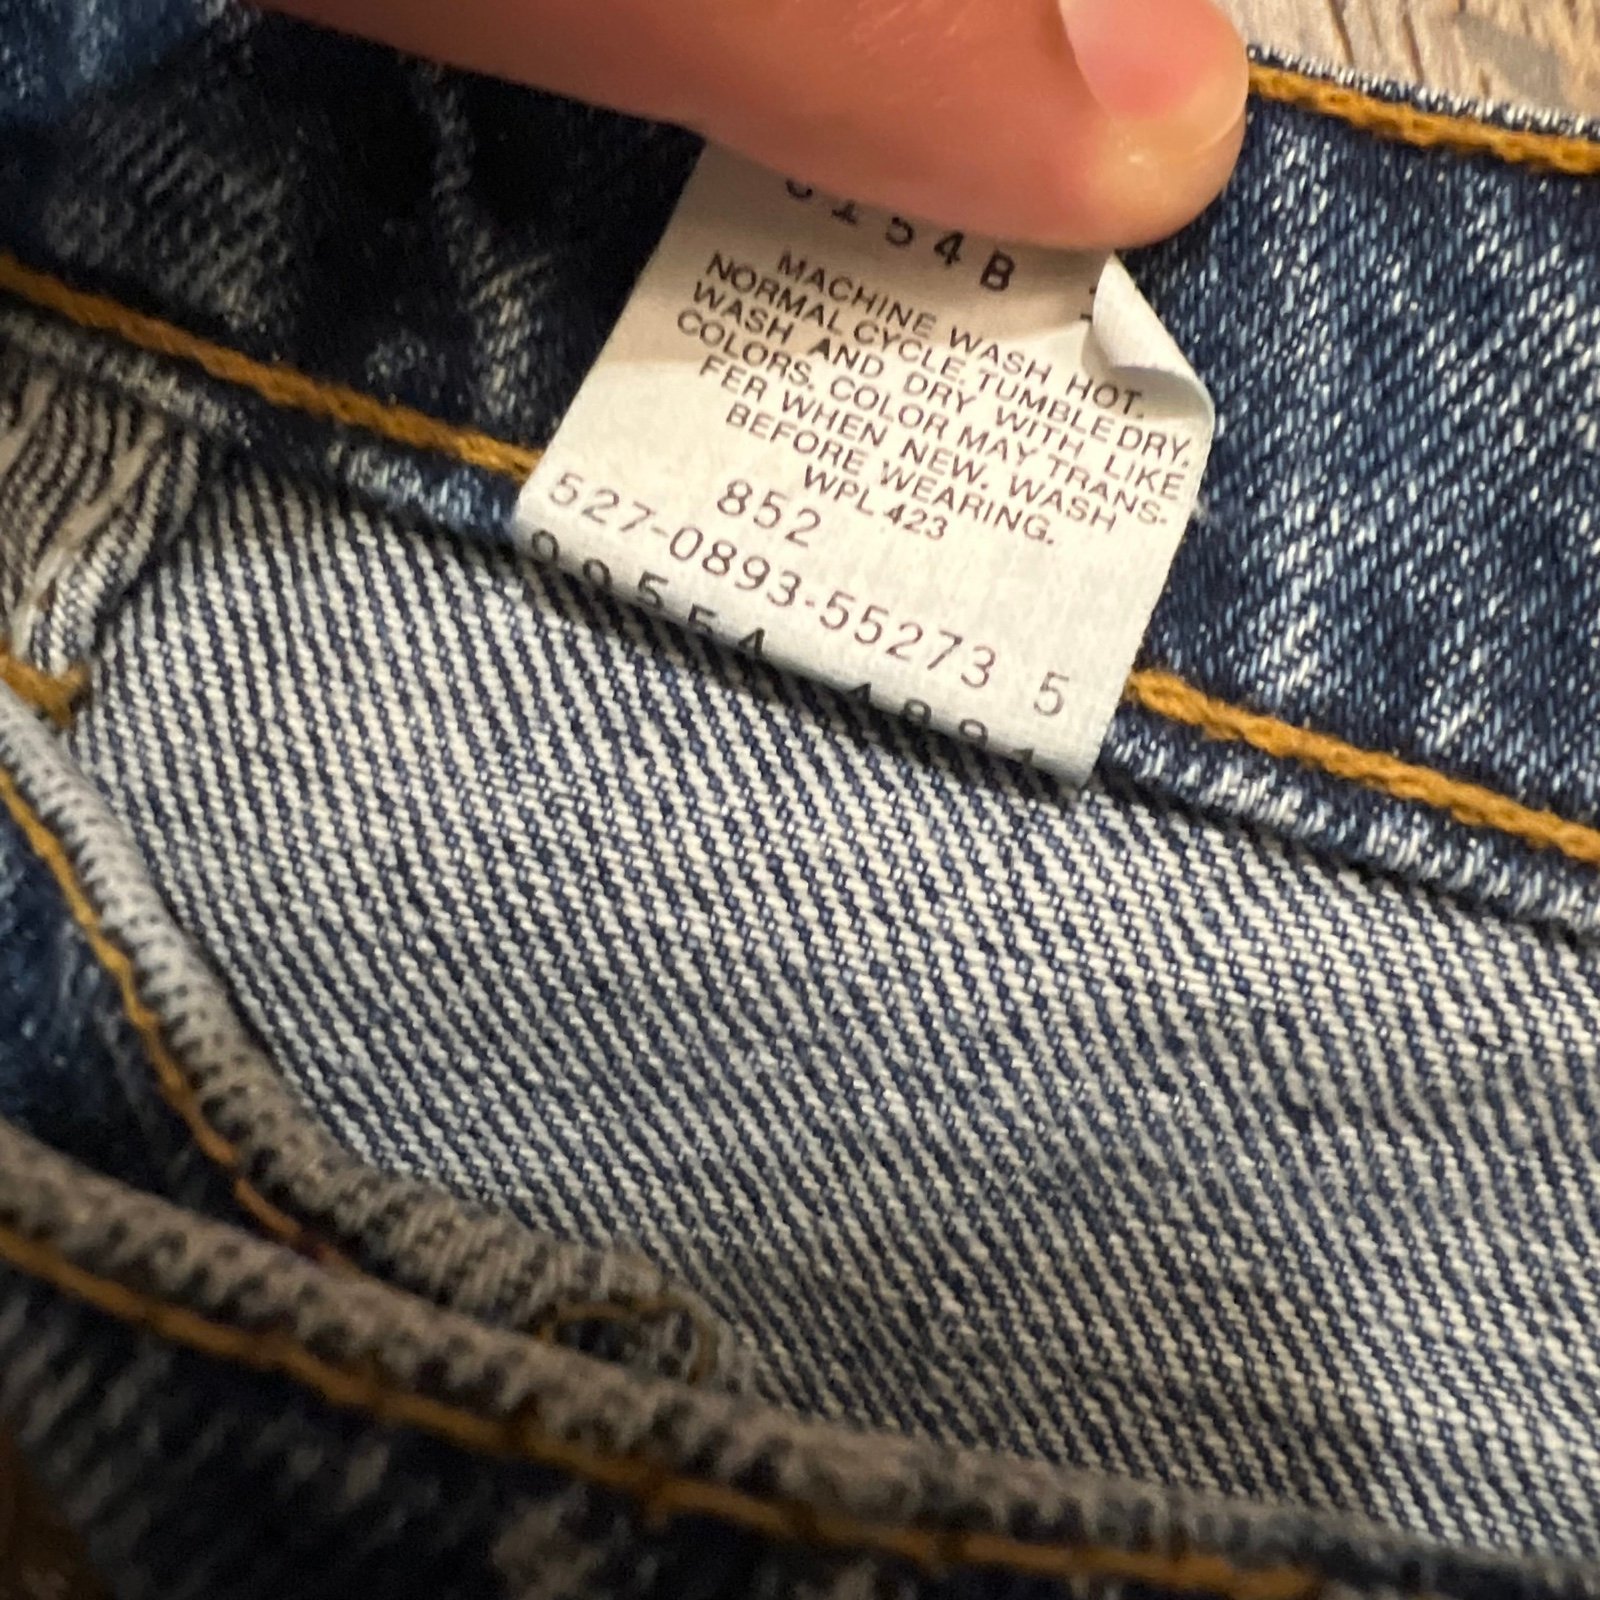 5154B
MACHINE WASH HOT.
NORMAL CYCLE. TUMBLE DRY.
WASH AND DRY WITH LIKE
COLORS. COLOR MAY TRANS-
FER WHEN NEW. WASH
BEFORE WEARING.
WPL 423
852
527-0893-55273 5